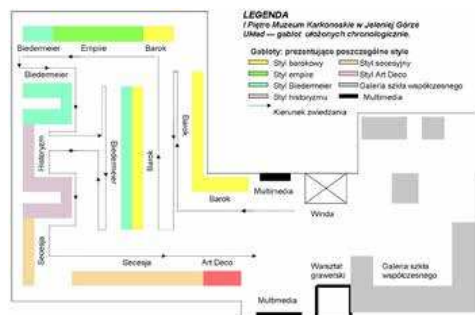 LEGENDA
I Piętro Muzeum Karkonoskie w Jeleniej Górze
Układ — gablot ułożonych chronologicznie.
Gabloty: prezentujące poszczególne style
Styl barokowy
Styl secesyjny
Styl empire
Styl Art Deco
Styl Biedermeier
Galeria szkła współczesnego
Styl historyzmu
Multimedia
Kierunek zwiedzania
Biedermeier
Empire
Barok
Biedermeier
Historyzm
Biedermeier
Barok
Barok
Secesja
Barok
Multimedia
Winda
Secesja
Art Deco
Warsztat
grawerski
Galeria szkła
współczesnego
Multimedia